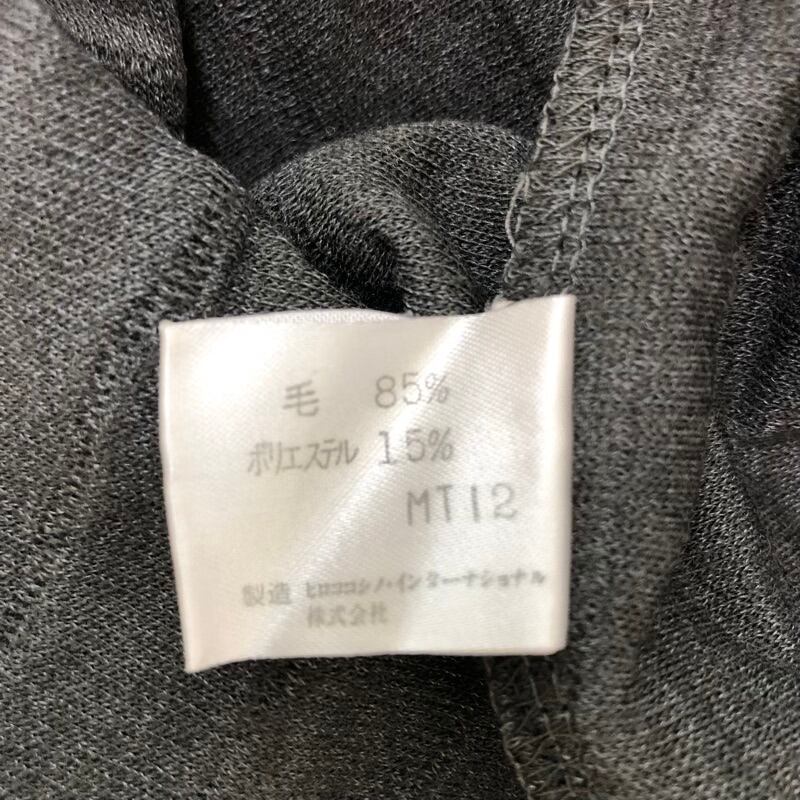 毛 85%
ポリエステル 15%
MT12
製造 ヒロココシノ・インターナショナル
株式会社